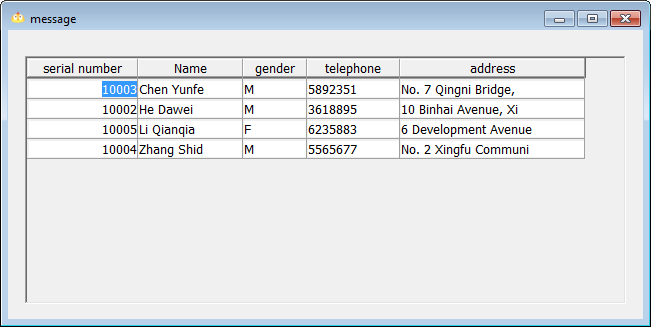 message
serial number Name gender telephone address
10003 Chen Yunfe M 5892351 No. 7 Qingni Bridge,
10002 He Dawei M 3618895 10 Binhai Avenue, Xi
10005 Li Qianqia F 6235883 6 Development Avenue
10004 Zhang Shid M 5565677 No. 2 Xingfu Communi